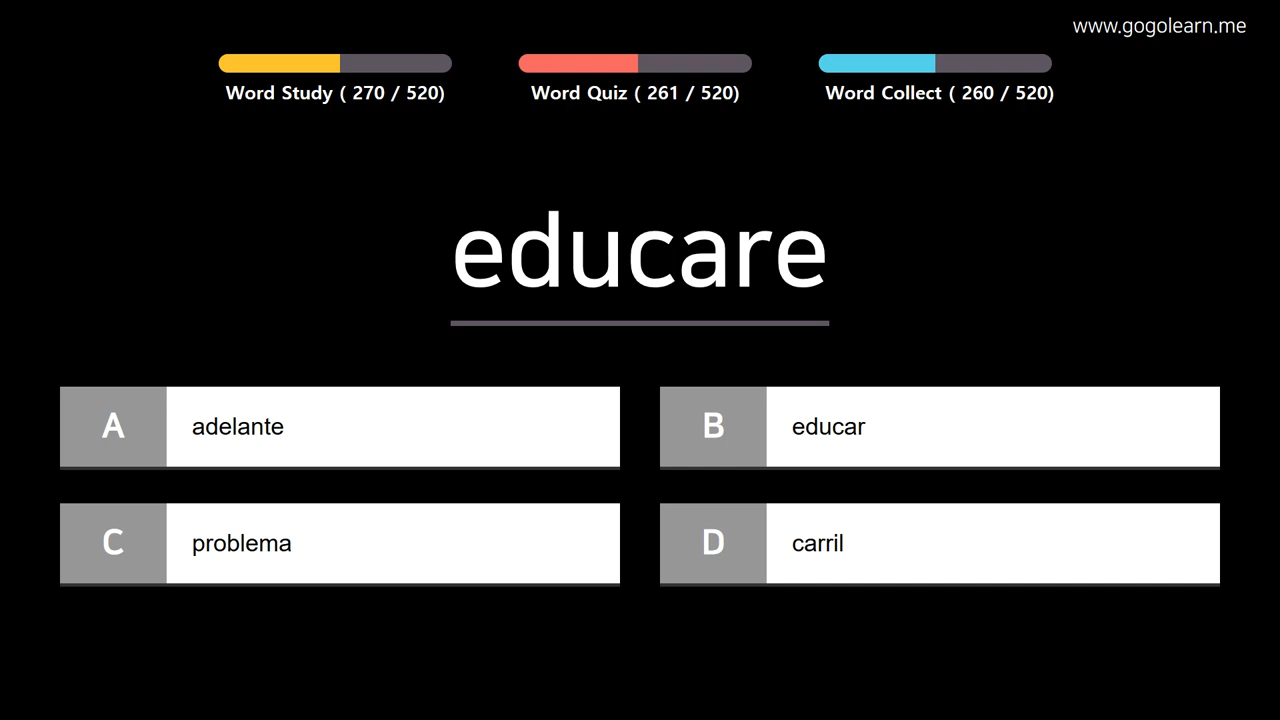 www.gogolearn.me
Word Study ( 270 / 520)
Word Quiz ( 261 / 520)
Word Collect ( 260 / 520)
educare
A adelante
B educar
C problema
D carril